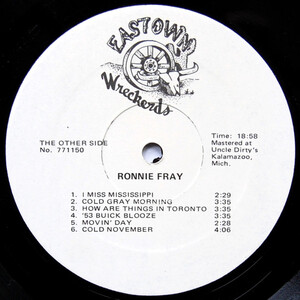 EASTOWN
Wreckerds
THE OTHER SIDE
No. 771150
Time: 18:58
Mastered at
Uncle Dirty's
Kalamazoo,
Mich.
RONNIE FRAY
1. I MISS MISSISSIPPI 2:29
2. COLD GRAY MORNING 3:35
3. HOW ARE THINGS IN TORONTO 3:35
4. '53 BUICK BLOOZE 3:35
5. MOVIN' DAY 2:28
6. COLD NOVEMBER 4:06